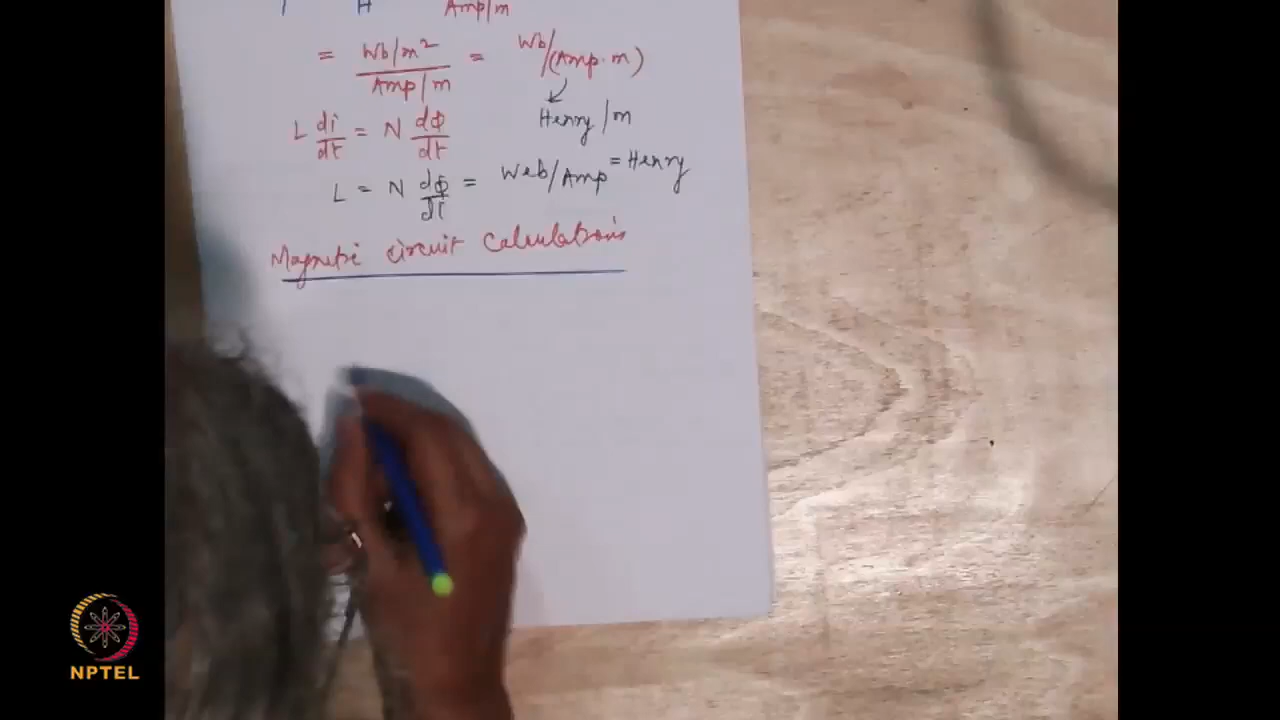 H Amp/m
= Wb/m² / Amp/m = Wb/(Amp·m)
Henry/m
L di/dt = N dΦ/dt
L = N dΦ/di = Web/Amp = Henry
Magnetic circuit Calculations
NPTEL